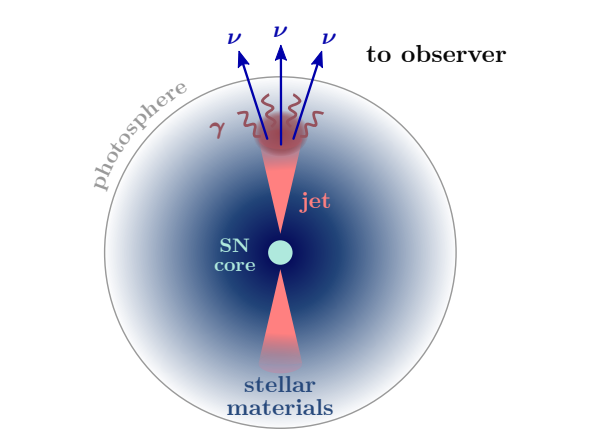 ν
ν
ν
to observer
photosphere
γ
jet
SN
core
stellar
materials